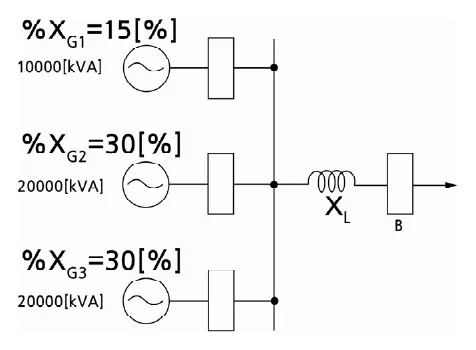 %X_G1=15[%]
10000[kVA]
%X_G2=30[%]
20000[kVA]
X_L
B
%X_G3=30[%]
20000[kVA]